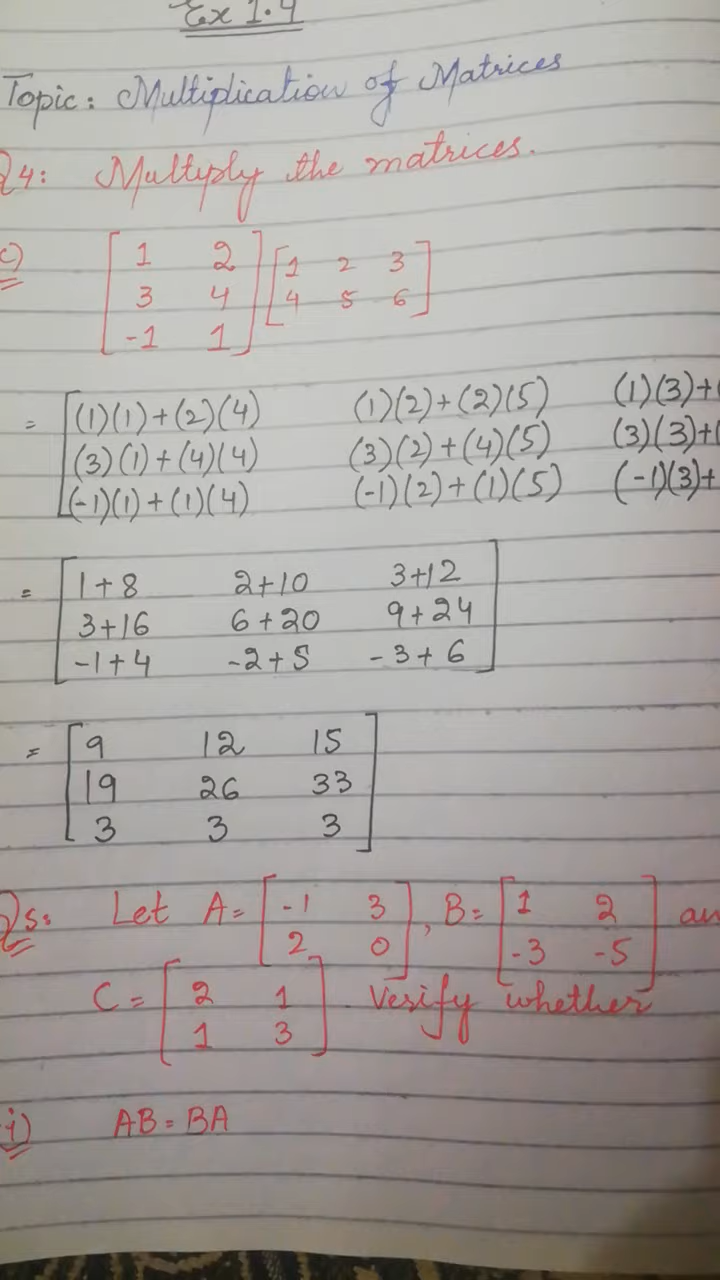 Ex 1.4
Topic: Multiplication of Matrices
Q4: Multiply the matrices.
c) [1 2] [1 2 3]
[3 4] [4 5 6]
[-1 1]
= [(1)(1)+(2)(4) (1)(2)+(2)(5) (1)(3)+(
(3)(1)+(4)(4) (3)(2)+(4)(5) (3)(3)+(
(-1)(1)+(1)(4) (-1)(2)+(1)(5) (-1)(3)+
= [1+8 2+10 3+12]
[3+16 6+20 9+24]
[-1+4 -2+5 -3+6]
= [9 12 15]
[19 26 33]
[3 3 3]
Q5: Let A= [-1 3], B= [1 2] an
[2 0] [-3 -5]
C= [2 1]. Verify whether
[1 3]
i) AB=BA